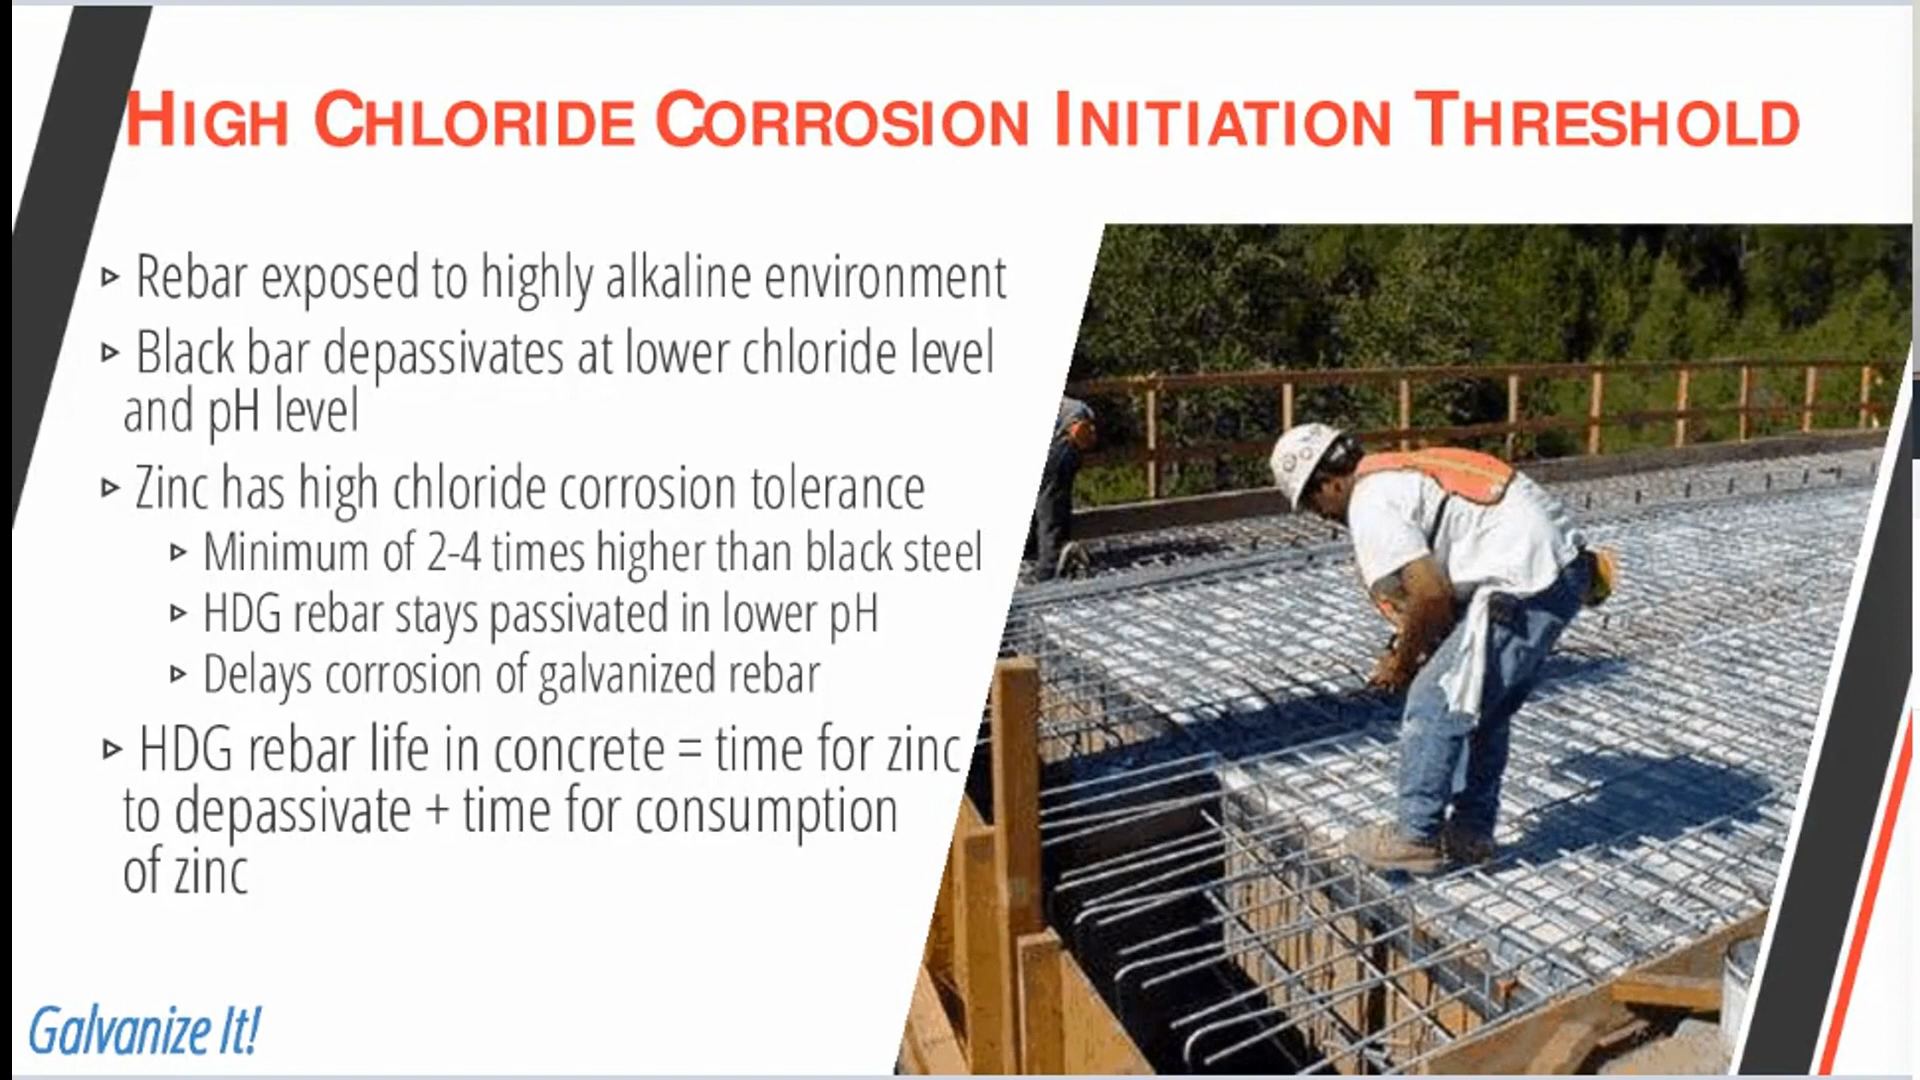 HIGH CHLORIDE CORROSION INITIATION THRESHOLD
▹ Rebar exposed to highly alkaline environment
▹ Black bar depassivates at lower chloride level
and pH level
▹ Zinc has high chloride corrosion tolerance
▹ Minimum of 2-4 times higher than black steel
▹ HDG rebar stays passivated in lower pH
▹ Delays corrosion of galvanized rebar
▹ HDG rebar life in concrete = time for zinc
to depassivate + time for consumption
of zinc
Galvanize It!